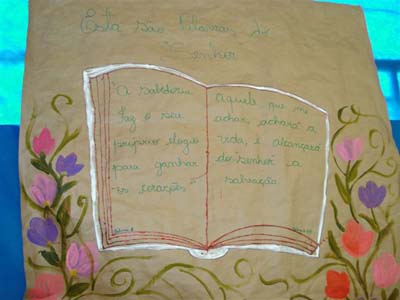 Esta são Palavras do
Senhor
"A sabedoria
faz o seu
próprio elogio
para ganhar
os corações"
aquele que me
achar, achará a
vida, e alcançará
do "Senhor" a
salvação